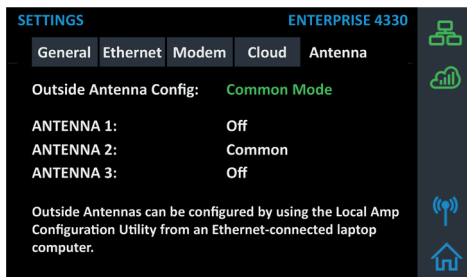 SETTINGS ENTERPRISE 4330
General Ethernet Modem Cloud Antenna
Outside Antenna Config: Common Mode
ANTENNA 1: Off
ANTENNA 2: Common
ANTENNA 3: Off
Outside Antennas can be configured by using the Local Amp
Configuration Utility from an Ethernet-connected laptop
computer.